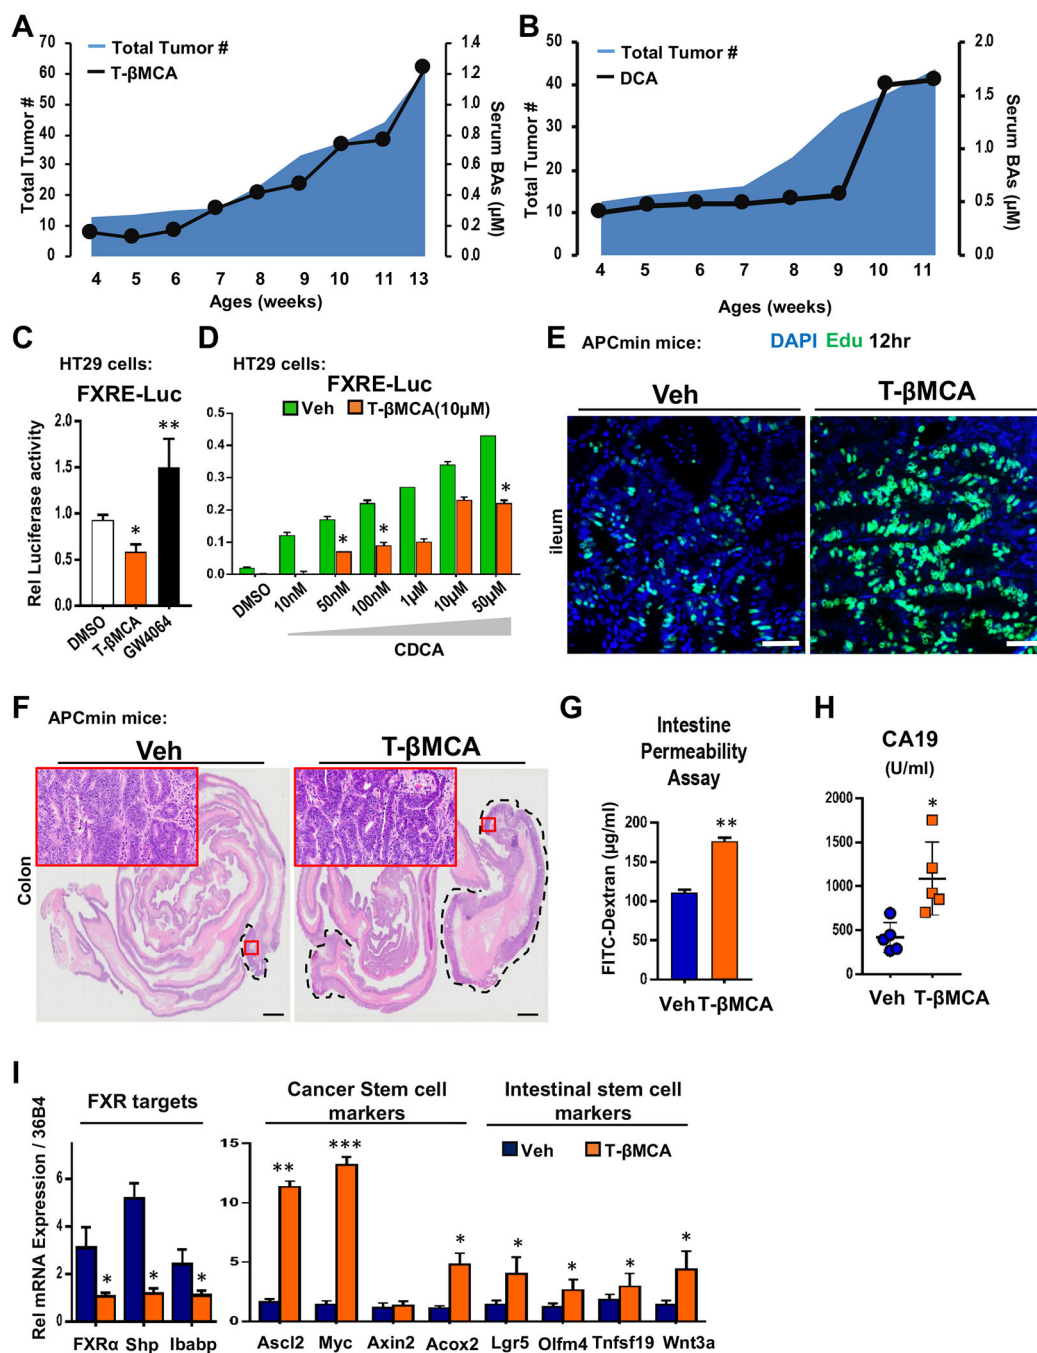 A
Total Tumor #
T-βMCA
Total Tumor #
70
60
50
40
30
20
10
0
1.4
1.2
1.0
0.8
0.6
0.4
0.2
0.0
Serum BAs (μM)
4 5 6 7 8 9 10 11 13
Ages (weeks)
B
Total Tumor #
DCA
Total Tumor #
50
40
30
20
10
0
2.0
1.5
1.0
0.5
0.0
Serum BAs (μM)
4 5 6 7 8 9 10 11
Ages (weeks)
C
HT29 cells:
FXRE-Luc
Rel Luciferase activity
2.0
1.5
1.0
0.5
0.0
*
**
DMSO
T-βMCA
GW4064
D
HT29 cells:
FXRE-Luc
Veh T-βMCA(10μM)
0.5
0.4
0.3
0.2
0.1
0.0
* * *
DMSO
10nM
50nM
100nM
1μM
10μM
50μM
CDCA
E
APCmin mice: DAPI Edu 12hr
Veh T-βMCA
ileum
F
APCmin mice:
Veh T-βMCA
Colon
G
Intestine
Permeability
Assay
FITC-Dextran (μg/ml)
200
150
100
50
0
**
Veh T-βMCA
H
CA19
(U/ml)
2000
1500
1000
500
0
*
Veh T-βMCA
I
FXR targets
Rel mRNA Expression / 36B4
6
4
2
0
* * *
FXRα Shp Ibabp
Cancer Stem cell
markers
Intestinal stem cell
markers
Veh T-βMCA
15
10
5
0
** *** * * * * *
Ascl2 Myc Axin2 Acox2 Lgr5 Olfm4 Tnfsf19 Wnt3a